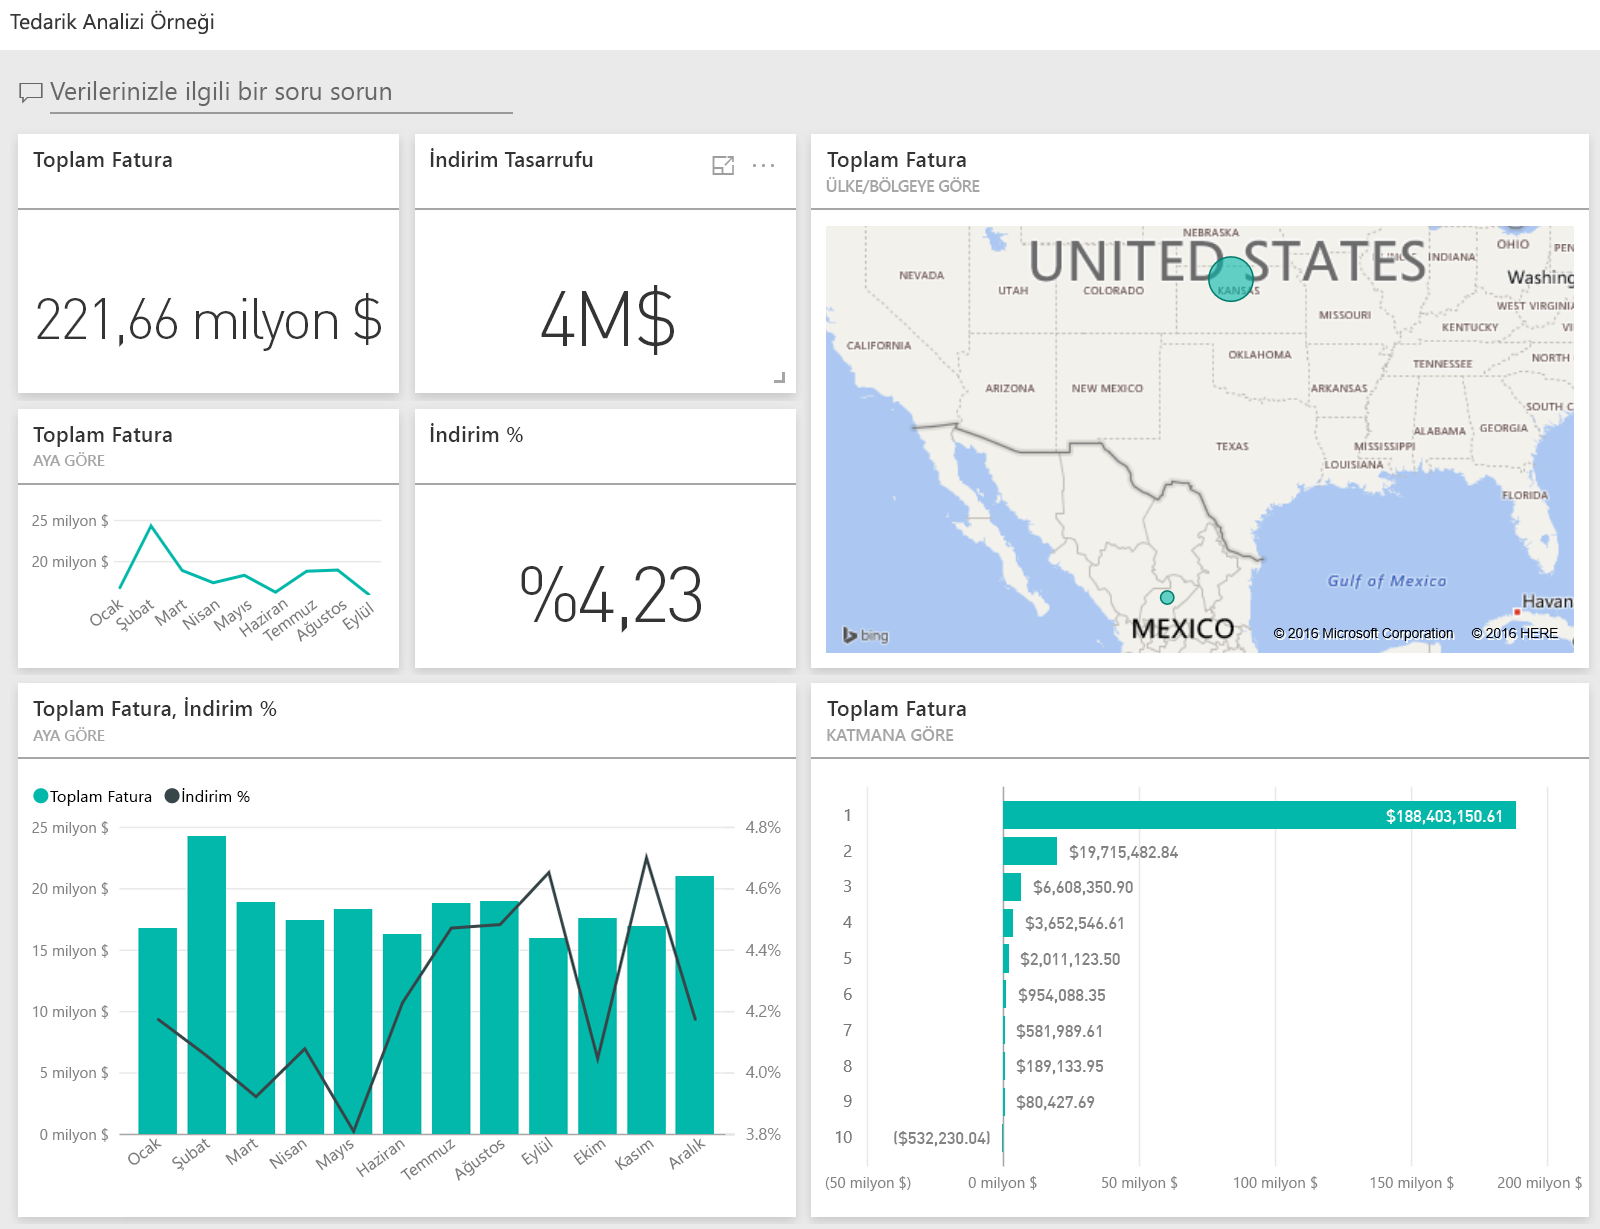 Tedarik Analizi Örneği
Verilerinizle ilgili bir soru sorun
Toplam Fatura
221,66 milyon $
İndirim Tasarrufu
...
4M$
Toplam Fatura
ÜLKE/BÖLGEYE GÖRE
NEBRASKA
OHIO
PEN
UNITED STATES
INDIANA
NEVADA
Washing
UTAH
COLORADO
KANSAS
WEST VIRGINIA
MISSOURI
KENTUCKY
VI
CALIFORNIA
OKLAHOMA
TENNESSEE
NORTH
ARIZONA
NEW MEXICO
ARKANSAS
SOUTH C
ALABAMA
GEORGIA
TEXAS
MISSISSIPPI
LOUISIANA
FLORIDA
Gulf of Mexico
Havan
MEXICO
bing
© 2016 Microsoft Corporation © 2016 HERE
Toplam Fatura
AYA GÖRE
25 milyon $
20 milyon $
Ocak
Şubat
Mart
Nisan
Mayıs
Haziran
Temmuz
Ağustos
Eylül
İndirim %
%4,23
Toplam Fatura, İndirim %
AYA GÖRE
Toplam Fatura İndirim %
25 milyon $
20 milyon $
15 milyon $
10 milyon $
5 milyon $
0 milyon $
4.8%
4.6%
4.4%
4.2%
4.0%
3.8%
Ocak
Şubat
Mart
Nisan
Mayıs
Haziran
Temmuz
Ağustos
Eylül
Ekim
Kasım
Aralık
Toplam Fatura
KATMANA GÖRE
1 $188,403,150.61
2 $19,715,482.84
3 $6,608,350.90
4 $3,652,546.61
5 $2,011,123.50
6 $954,088.35
7 $581,989.61
8 $189,133.95
9 $80,427.69
10 ($532,230.04)
(50 milyon $) 0 milyon $ 50 milyon $ 100 milyon $ 150 milyon $ 200 milyon $